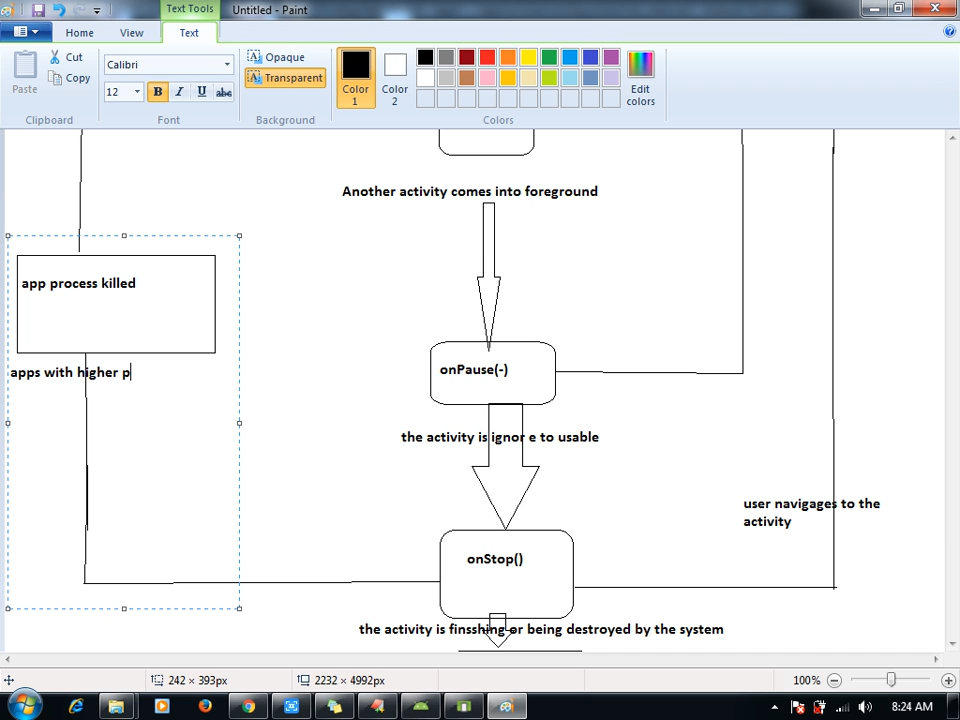 Text Tools
Untitled - Paint
Home
View
Text
Paste
Cut
Copy
Clipboard
Calibri
12
B I U abc
Font
Opaque
Transparent
Background
Color
1
Color
2
Edit
colors
Colors
Another activity comes into foreground
app process killed
apps with higher p
onPause(-)
the activity is ignor e to usable
user navigages to the
activity
onStop()
the activity is finsshing or being destroyed by the system
242 × 393px
2232 × 4992px
100%
8:24 AM